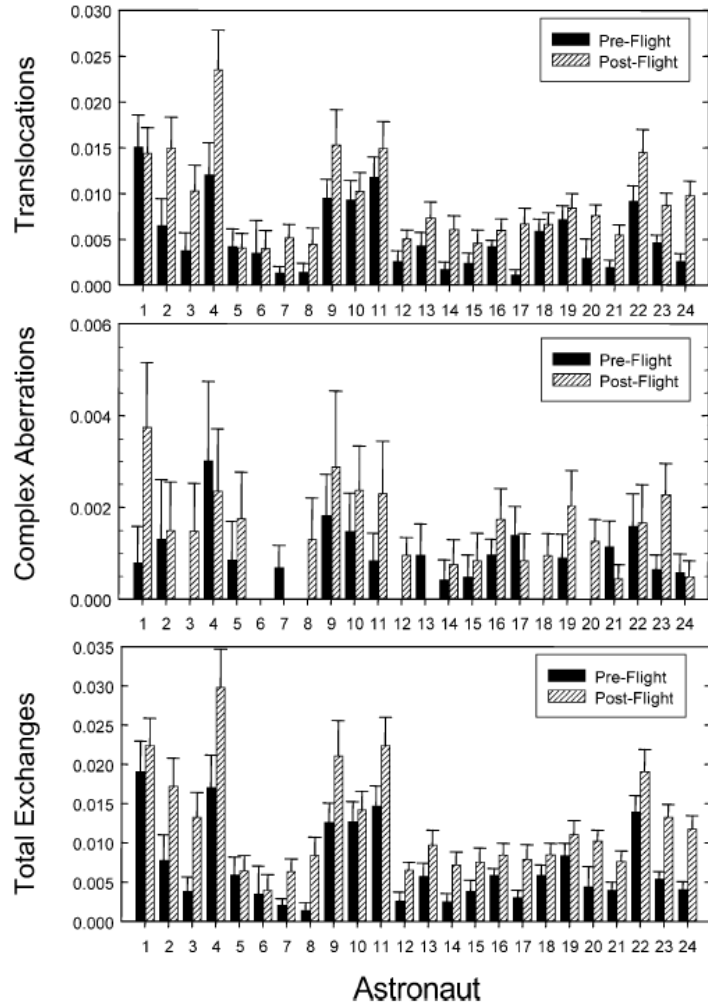 Translocations
0.030
0.025
0.020
0.015
0.010
0.005
0.000
Pre-Flight
Post-Flight
1 2 3 4 5 6 7 8 9 10 11 12 13 14 15 16 17 18 19 20 21 22 23 24
Complex Aberrations
0.006
0.004
0.002
0.000
Pre-Flight
Post-Flight
1 2 3 4 5 6 7 8 9 10 11 12 13 14 15 16 17 18 19 20 21 22 23 24
Total Exchanges
0.035
0.030
0.025
0.020
0.015
0.010
0.005
0.000
Pre-Flight
Post-Flight
1 2 3 4 5 6 7 8 9 10 11 12 13 14 15 16 17 18 19 20 21 22 23 24
Astronaut